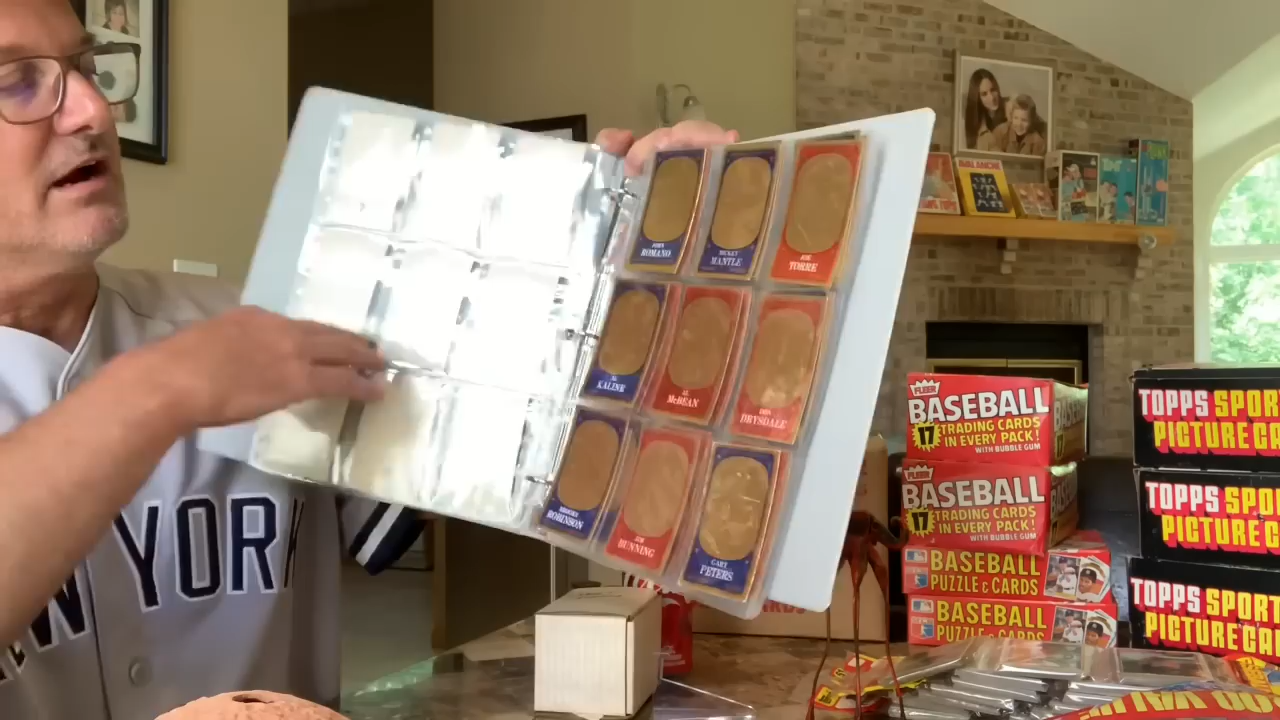 JOHN
ROMANO
MICKEY
MANTLE
JOE
TORRE
AL
KALINE
AL
McBEAN
DON
DRYSDALE
BROOKS
ROBINSON
JIM
BUNNING
GARY
PETERS
YORK
AVALANCHE
FLEER
BASEBALL
17 TRADING CARDS
IN EVERY PACK!
WITH BUBBLE GUM
FLEER
BASEBALL
17 TRADING CARDS
IN EVERY PACK!
WITH BUBBLE GUM
BASEBALL
PUZZLE & CARDS
BASEBALL
PUZZLE & CARDS
TOPPS SPOR
PICTURE CA
TOPPS SPO
PICTURE CA
TOPPS SPORT
PICTURE CA